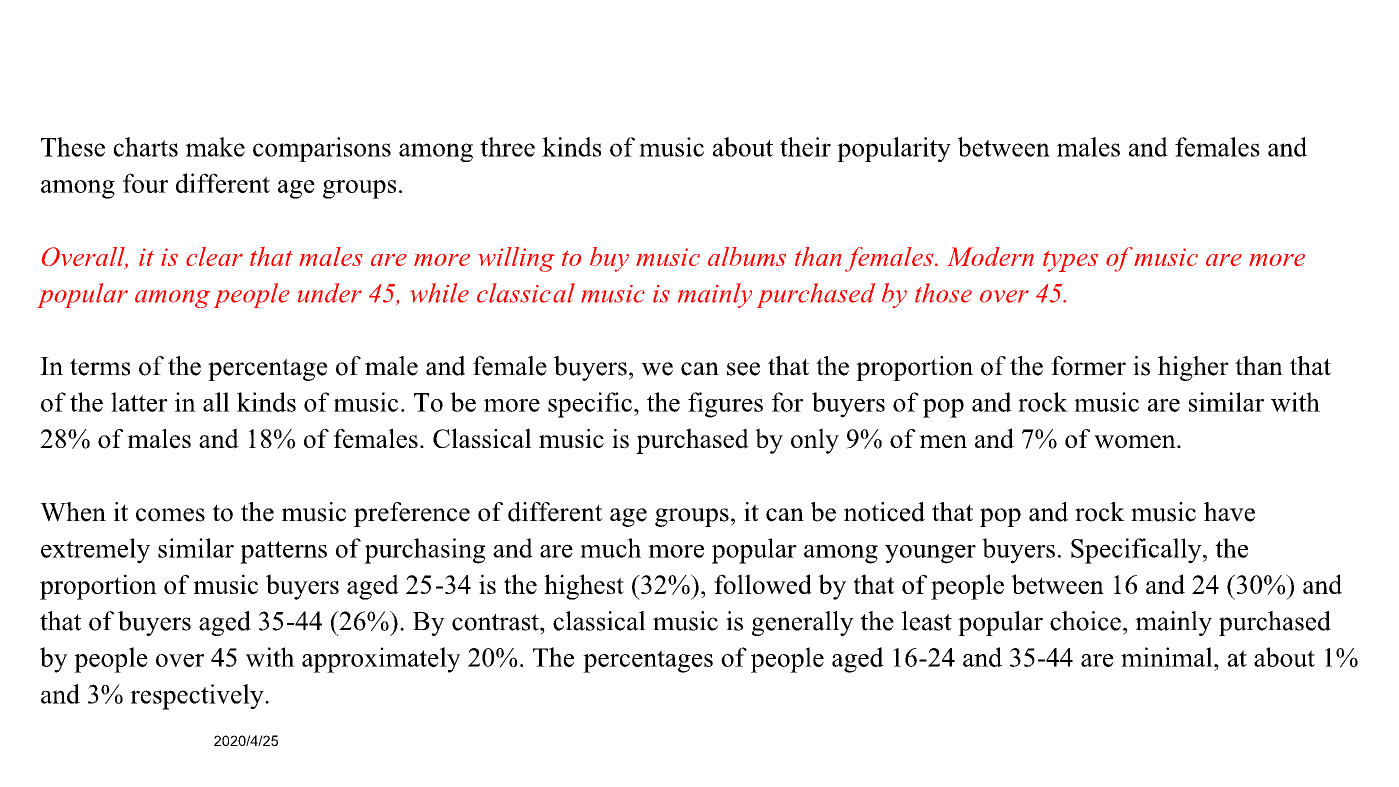 These charts make comparisons among three kinds of music about their popularity between males and females and
among four different age groups.
Overall, it is clear that males are more willing to buy music albums than females. Modern types of music are more
popular among people under 45, while classical music is mainly purchased by those over 45.
In terms of the percentage of male and female buyers, we can see that the proportion of the former is higher than that
of the latter in all kinds of music. To be more specific, the figures for buyers of pop and rock music are similar with
28% of males and 18% of females. Classical music is purchased by only 9% of men and 7% of women.
When it comes to the music preference of different age groups, it can be noticed that pop and rock music have
extremely similar patterns of purchasing and are much more popular among younger buyers. Specifically, the
proportion of music buyers aged 25-34 is the highest (32%), followed by that of people between 16 and 24 (30%) and
that of buyers aged 35-44 (26%). By contrast, classical music is generally the least popular choice, mainly purchased
by people over 45 with approximately 20%. The percentages of people aged 16-24 and 35-44 are minimal, at about 1%
and 3% respectively.
2020/4/25